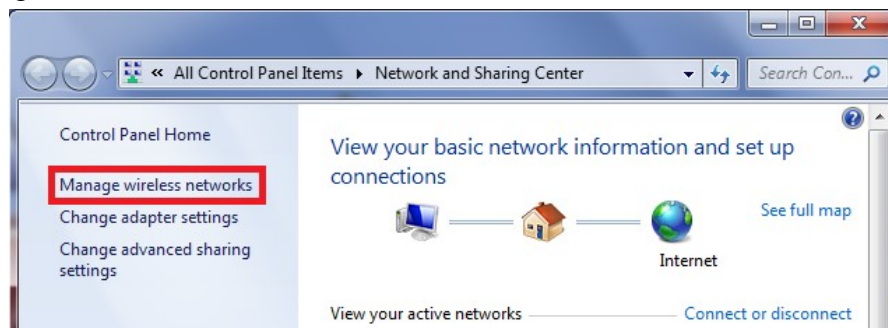 « All Control Panel Items ▸ Network and Sharing Center
Search Con...
Control Panel Home
Manage wireless networks
Change adapter settings
Change advanced sharing
settings
View your basic network information and set up
connections
See full map
Internet
View your active networks
Connect or disconnect